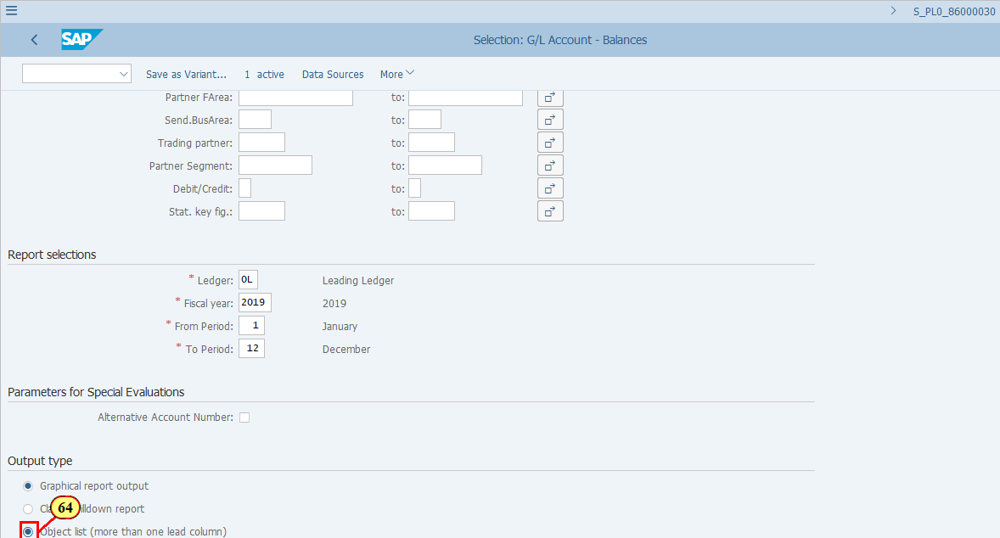 S_PL0_86000030
SAP Selection: G/L Account - Balances
Save as Variant... 1 active Data Sources More
Partner FArea: to:
Send.BusArea: to:
Trading partner: to:
Partner Segment: to:
Debit/Credit: to:
Stat. key fig.: to:
Report selections
* Ledger: 0L Leading Ledger
* Fiscal year: 2019 2019
* From Period: 1 January
* To Period: 12 December
Parameters for Special Evaluations
Alternative Account Number:
Output type
Graphical report output
64 report
Object list (more than one lead column)